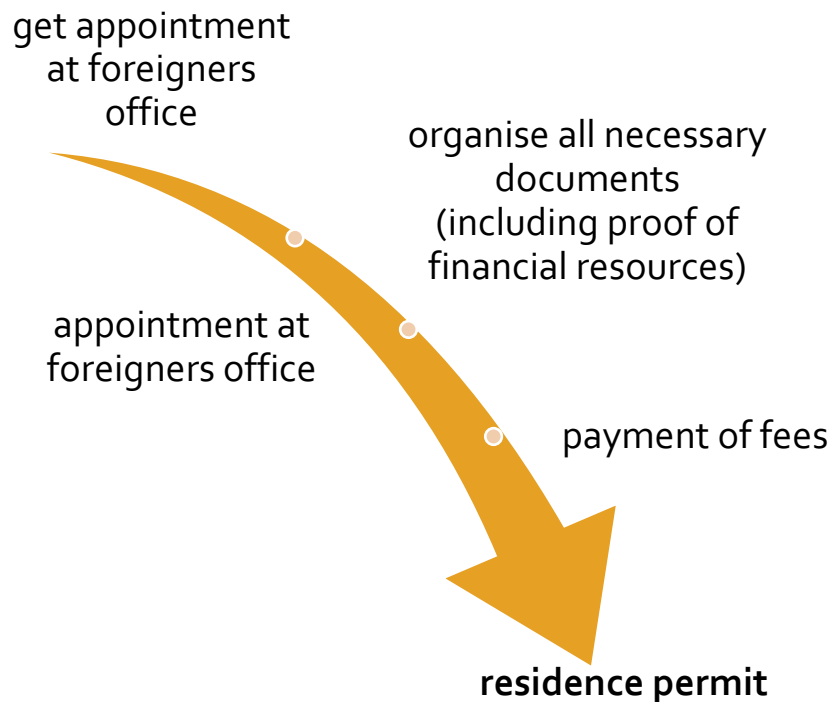 get appointment
at foreigners
office
organise all necessary
documents
(including proof of
financial resources)
appointment at
foreigners office
payment of fees
residence permit